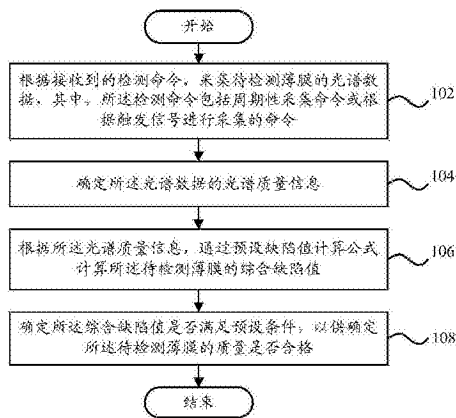 开始
根据接收到的检测命令，采集待检测薄膜的光谱数
据，其中，所述检测命令包括周期性采集命令或根
据触发信号进行采集的命令
102
确定所述光谱数据的光谱质量信息
104
根据所述光谱质量信息，通过预设缺陷值计算公式
计算所述待检测薄膜的综合缺陷值
106
确定所述综合缺陷值是否满足预设条件，以供确定
所述待检测薄膜的质量是否合格
108
结束